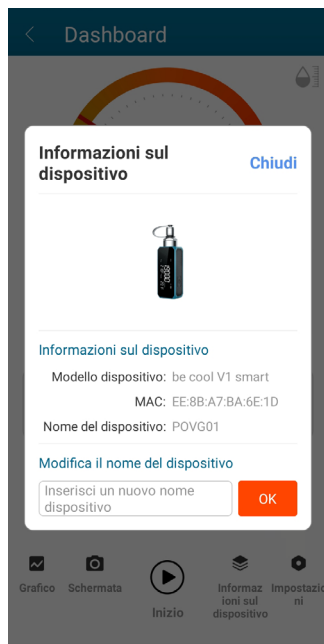 Dashboard
Informazioni sul
dispositivo
Chiudi
Informazioni sul dispositivo
Modello dispositivo: be cool V1 smart
MAC: EE:8B:A7:BA:6E:1D
Nome del dispositivo: POVG01
Modifica il nome del dispositivo
Inserisci un nuovo nome
dispositivo
OK
Grafico
Schermata
Inizio
Informaz
ioni sul
dispositivo
Impostazio
ni